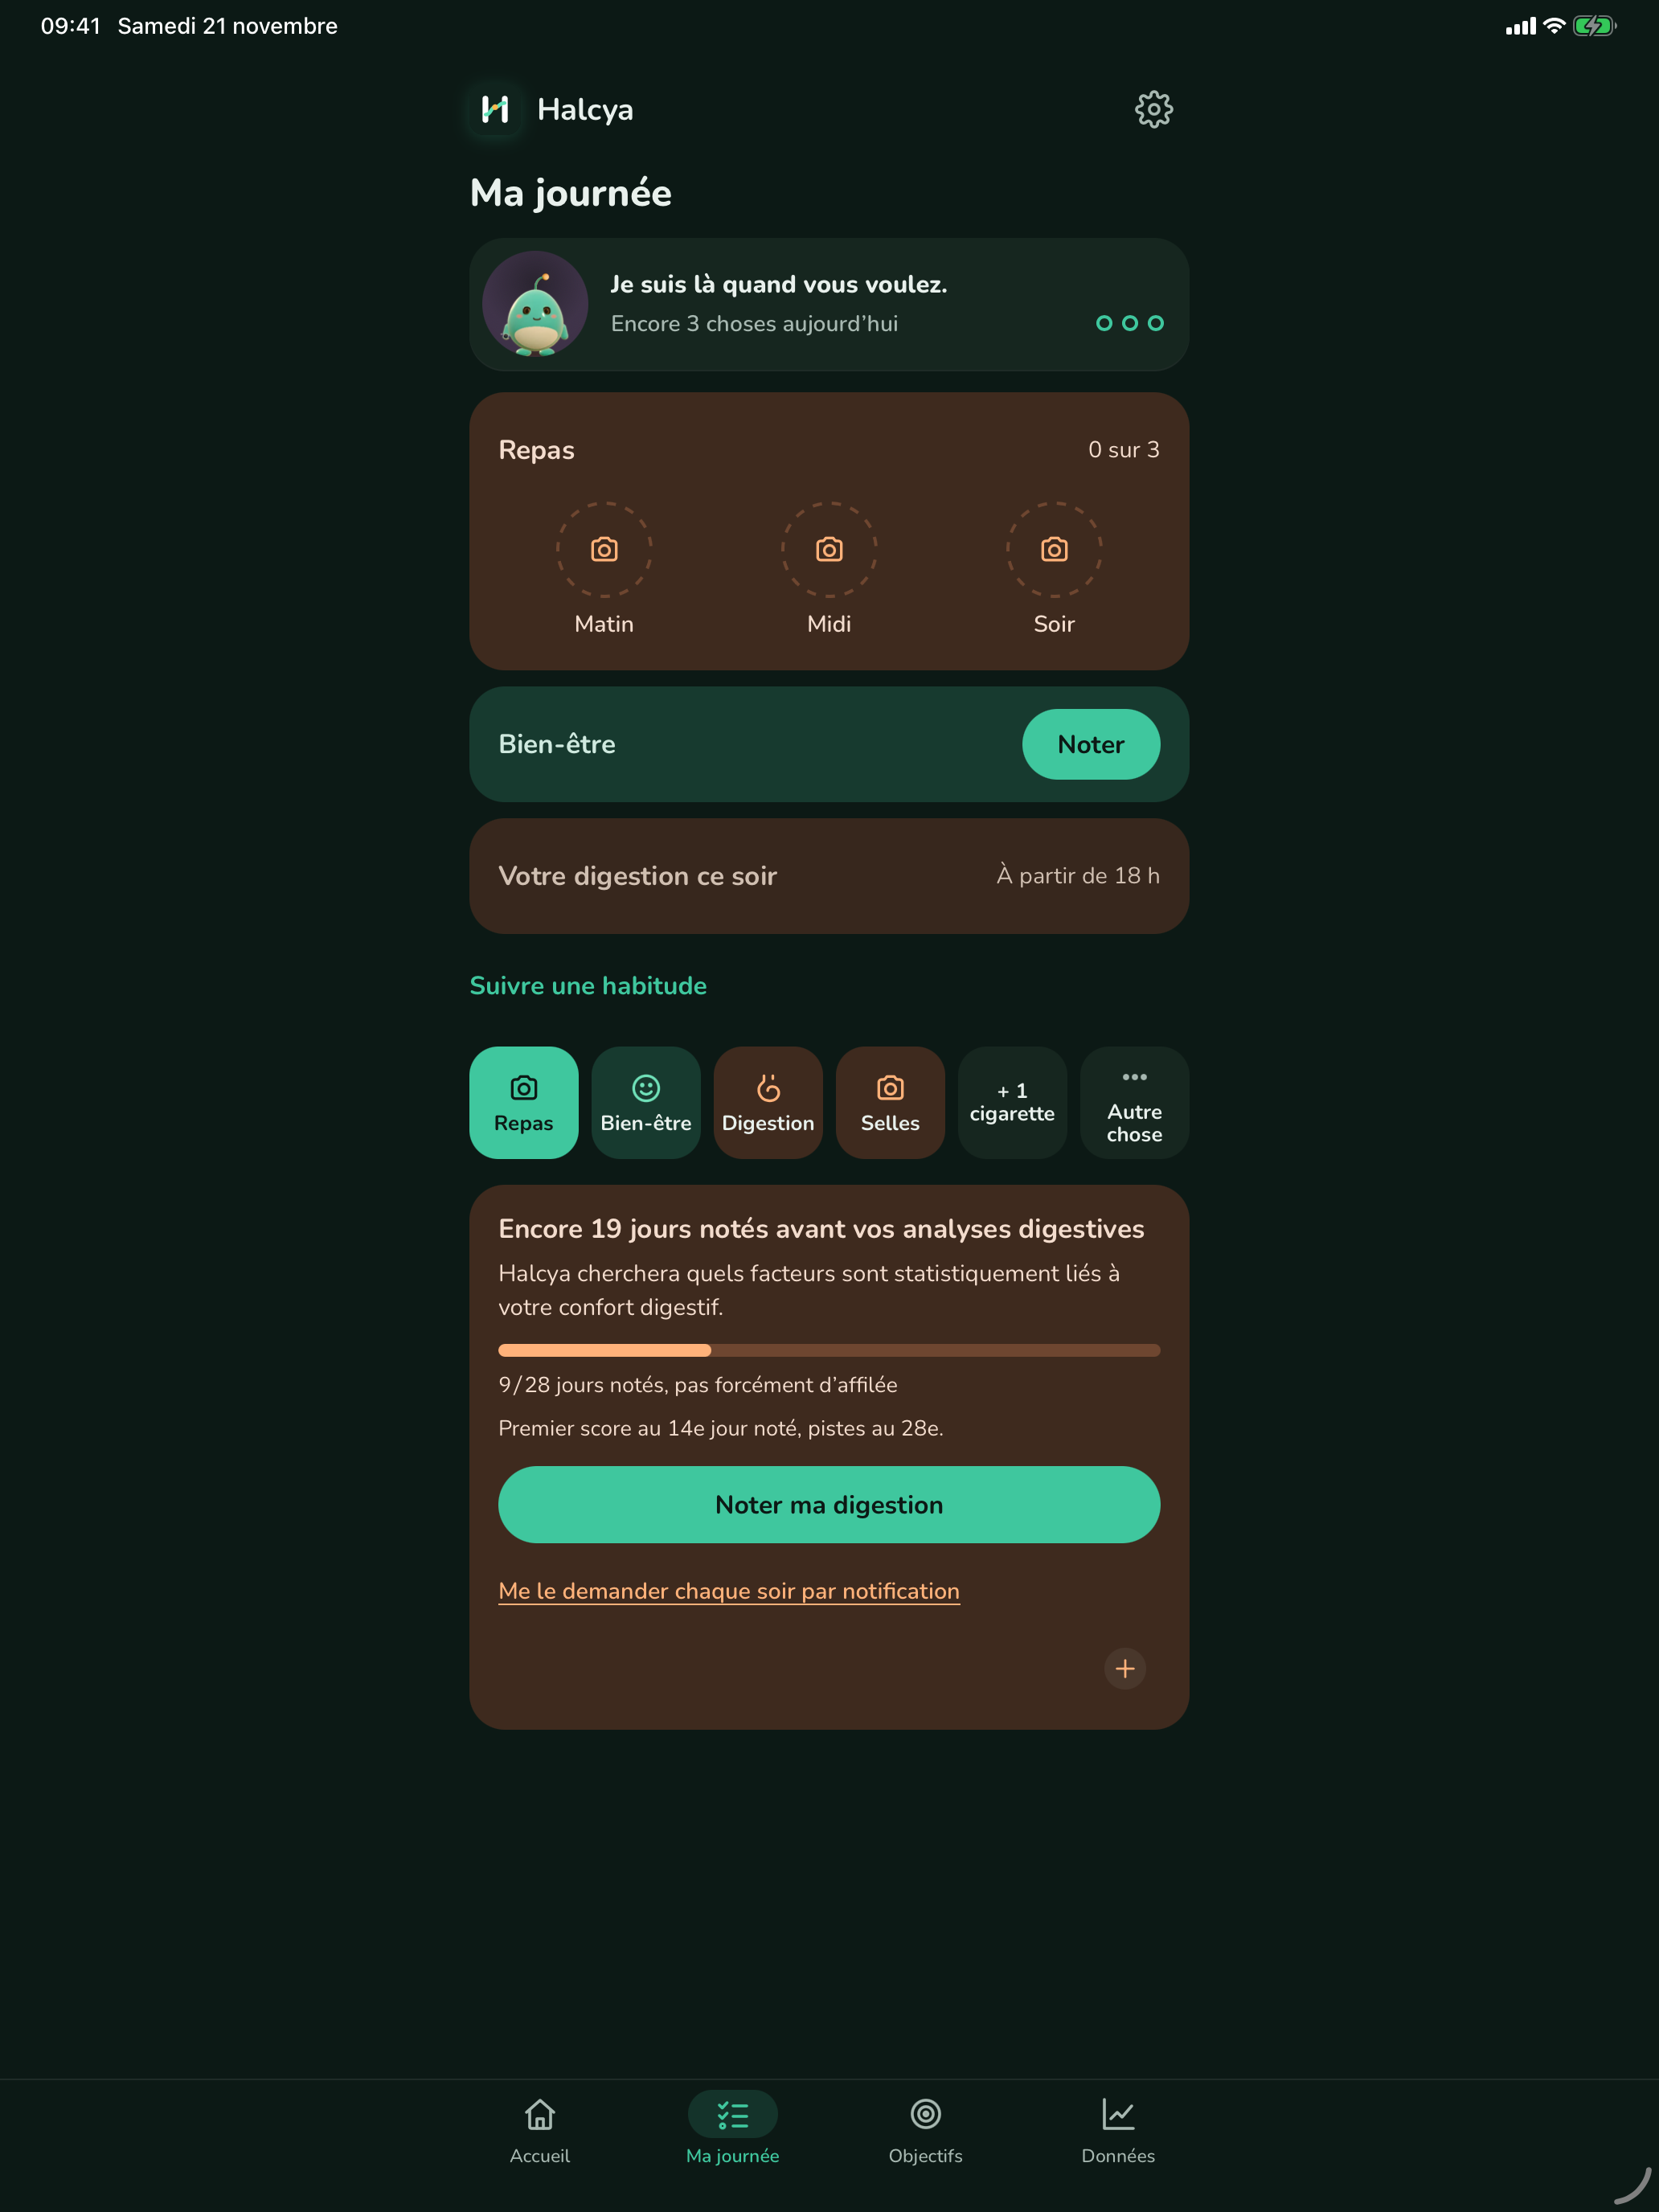 09:41 Samedi 21 novembre
Halcya
Ma journée
Je suis là quand vous voulez.
Encore 3 choses aujourd’hui
Repas
0 sur 3
Matin
Midi
Soir
Bien-être
Noter
Votre digestion ce soir
À partir de 18 h
Suivre une habitude
Repas
Bien-être
Digestion
Selles
+ 1
cigarette
Autre
chose
Encore 19 jours notés avant vos analyses digestives
Halcya cherchera quels facteurs sont statistiquement liés à
votre confort digestif.
9/28 jours notés, pas forcément d’affilée
Premier score au 14e jour noté, pistes au 28e.
Noter ma digestion
Me le demander chaque soir par notification
Accueil
Ma journée
Objectifs
Données